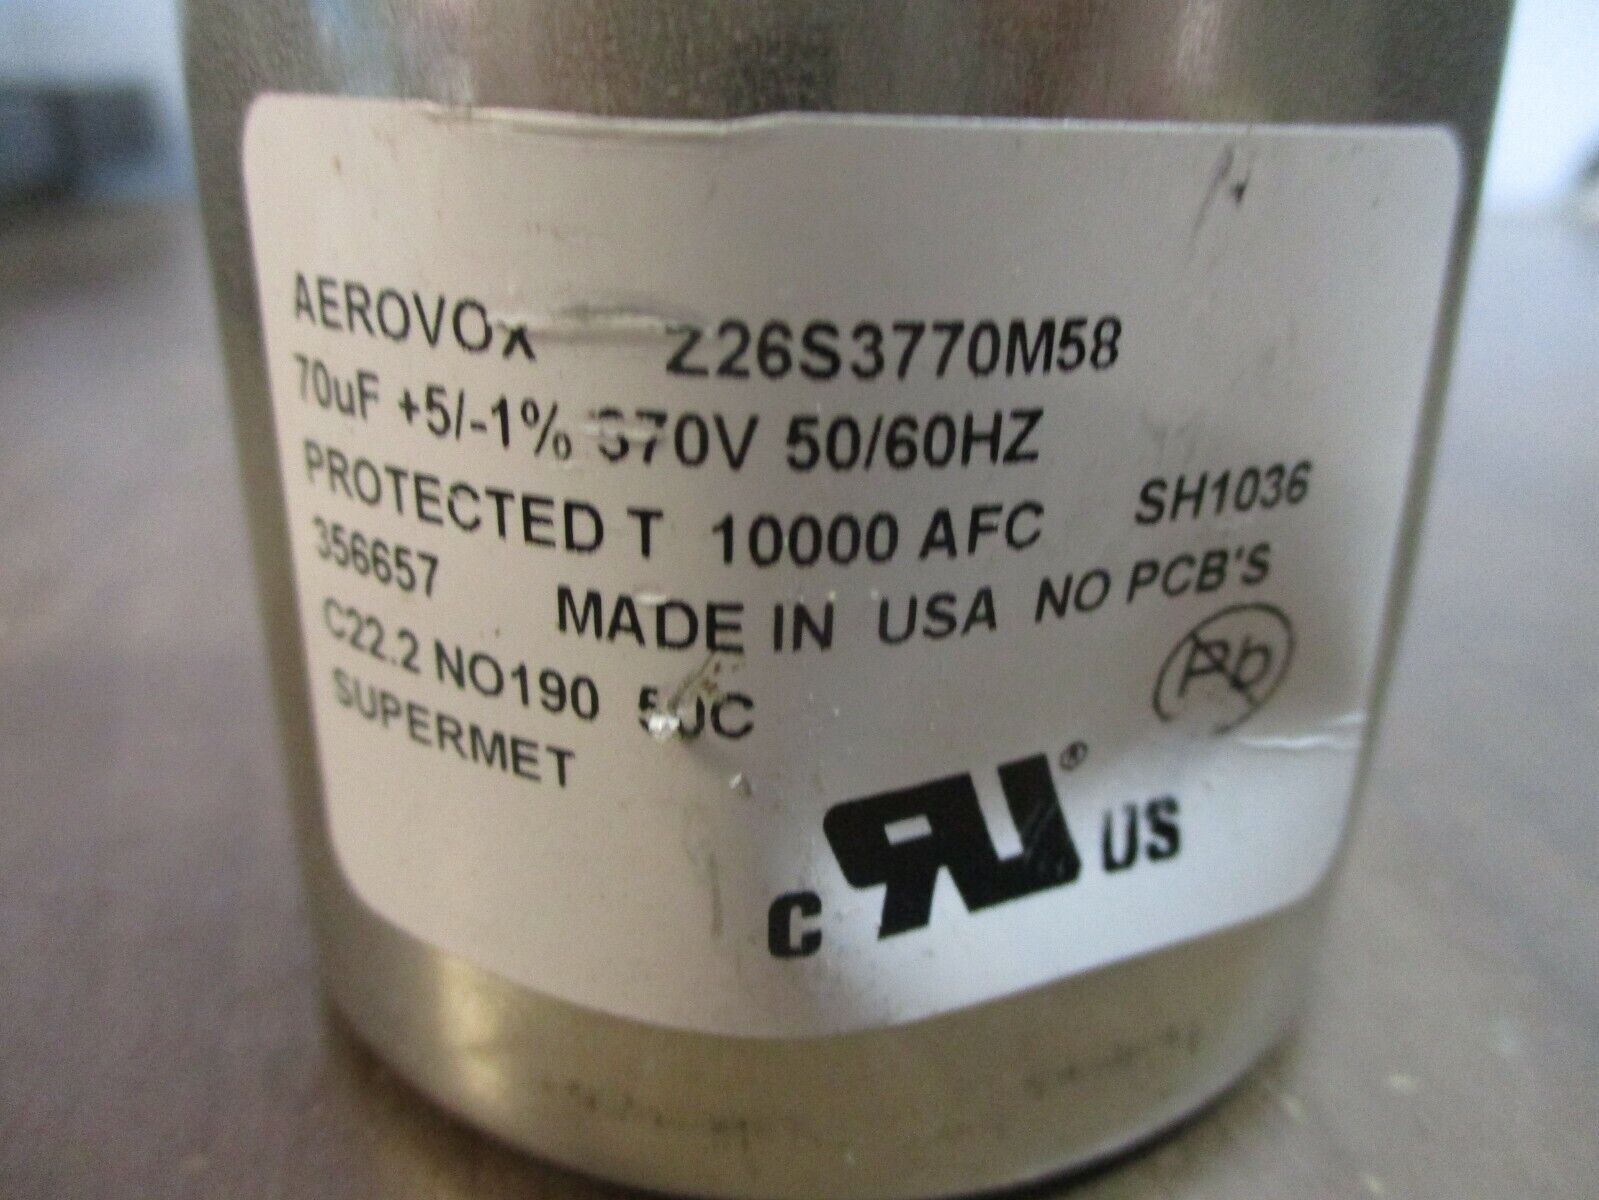 AEROVOX Z26S3770M58
70uF +5/-1% 370V 50/60HZ
PROTECTED T 10000 AFC SH1036
356657 MADE IN USA NO PCB'S
C22.2 NO190 50C Pb
SUPERMET
C RU® US